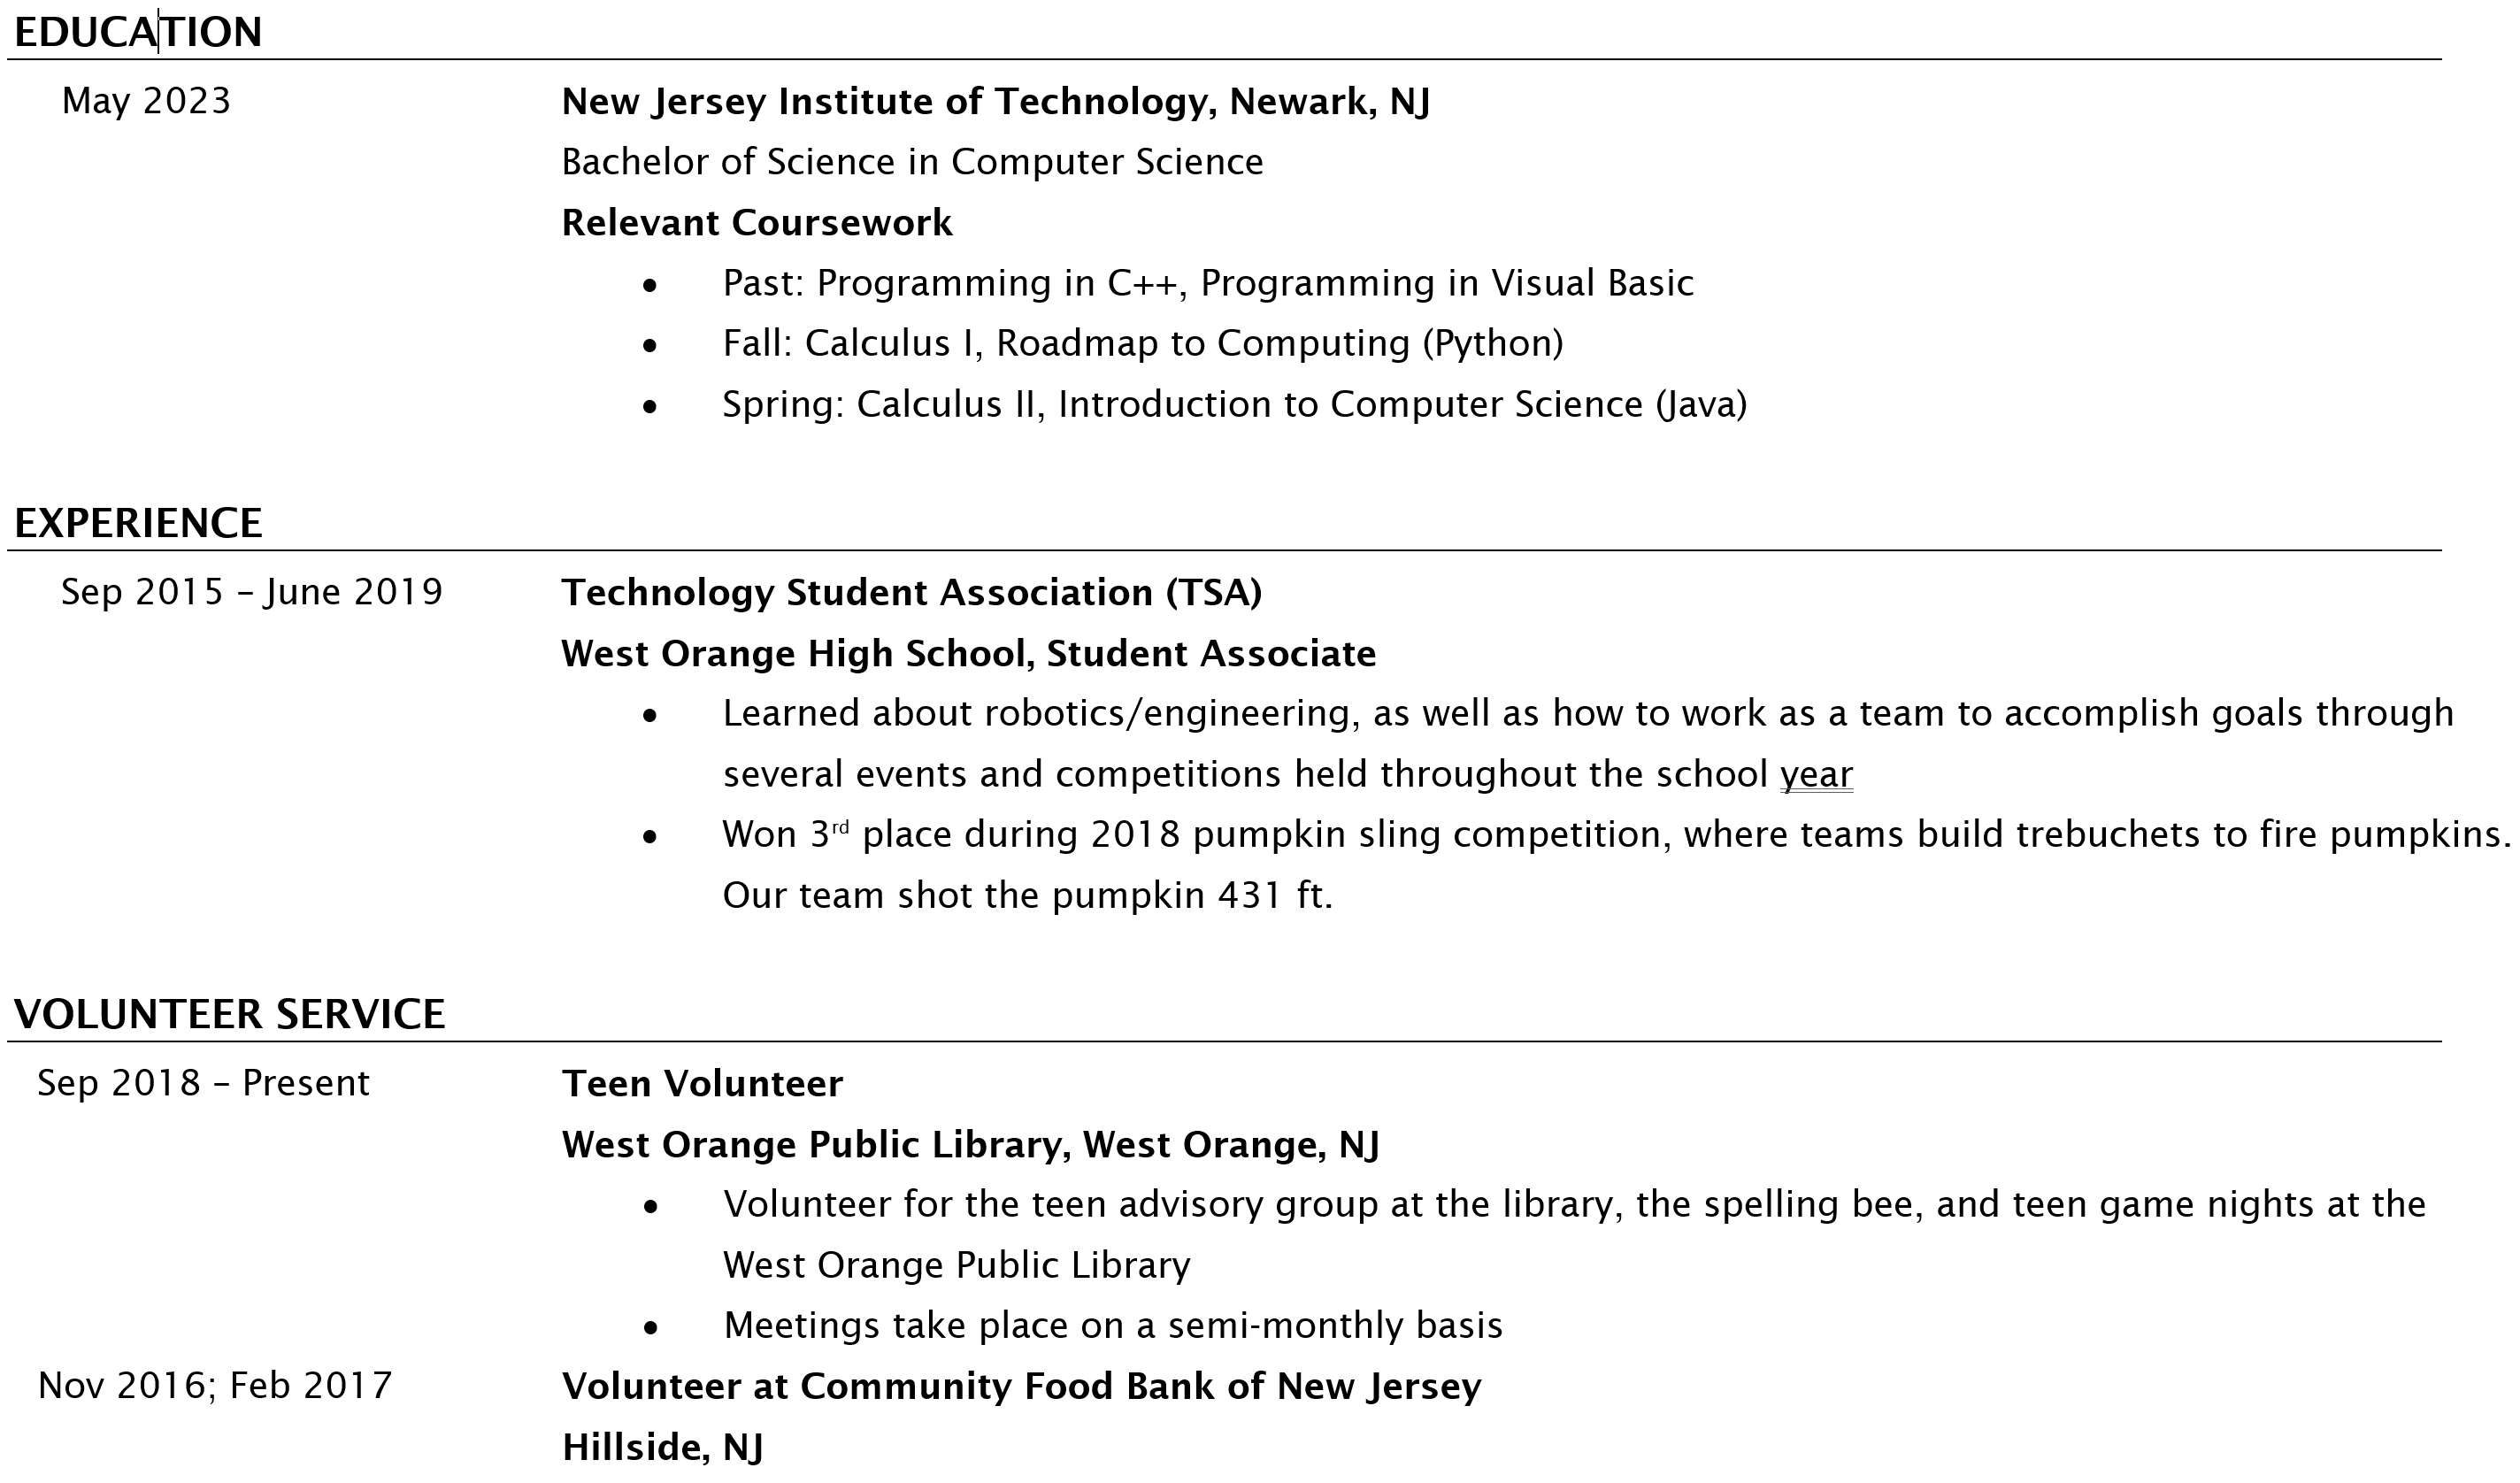 EDUCATION
May 2023 New Jersey Institute of Technology, Newark, NJ
Bachelor of Science in Computer Science
Relevant Coursework
• Past: Programming in C++, Programming in Visual Basic
• Fall: Calculus I, Roadmap to Computing (Python)
• Spring: Calculus II, Introduction to Computer Science (Java)
EXPERIENCE
Sep 2015 – June 2019 Technology Student Association (TSA)
West Orange High School, Student Associate
• Learned about robotics/engineering, as well as how to work as a team to accomplish goals through
several events and competitions held throughout the school year
• Won 3rd place during 2018 pumpkin sling competition, where teams build trebuchets to fire pumpkins.
Our team shot the pumpkin 431 ft.
VOLUNTEER SERVICE
Sep 2018 – Present Teen Volunteer
West Orange Public Library, West Orange, NJ
• Volunteer for the teen advisory group at the library, the spelling bee, and teen game nights at the
West Orange Public Library
• Meetings take place on a semi-monthly basis
Nov 2016; Feb 2017 Volunteer at Community Food Bank of New Jersey
Hillside, NJ